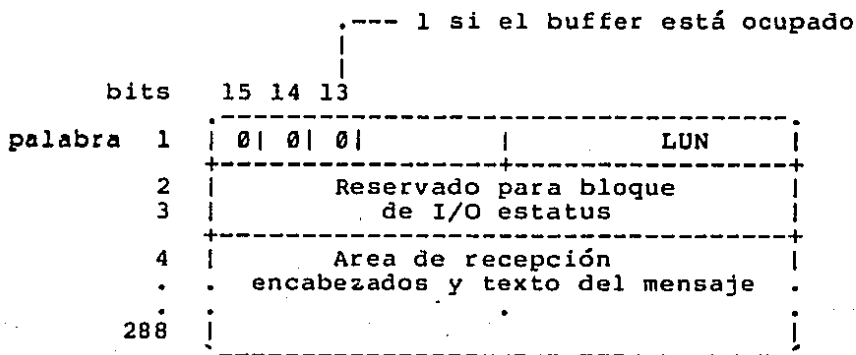 1 si el buffer está ocupado
bits 15 14 13
palabra 1 | 0| 0| 0| | LUN |
2 | Reservado para bloque |
3 | de I/O estatus |
4 | Area de recepción |
. . encabezados y texto del mensaje .
. . . .
288 | |